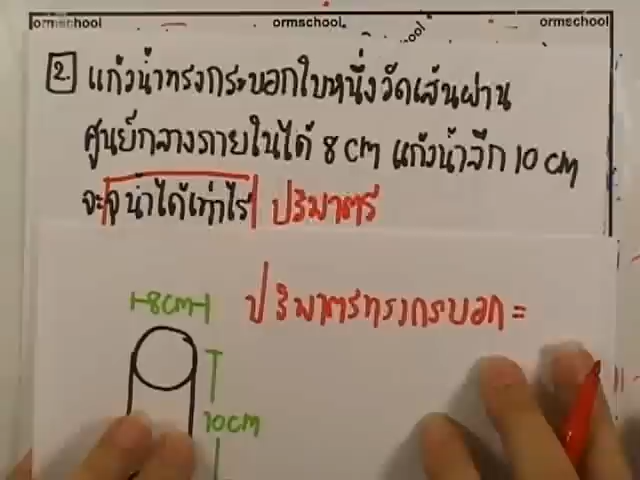 ormschool ormschool ormschool
ool
2. แก้วน้ำทรงกระบอกใบหนึ่งวัดเส้นผ่าน
ศูนย์กลางภายในได้ 8 cm แก้วน้ำลึก 10 cm
จะจุน้ำได้เท่าไร ปริมาตร
8cm ปริมาตรทรงกระบอก =
10cm